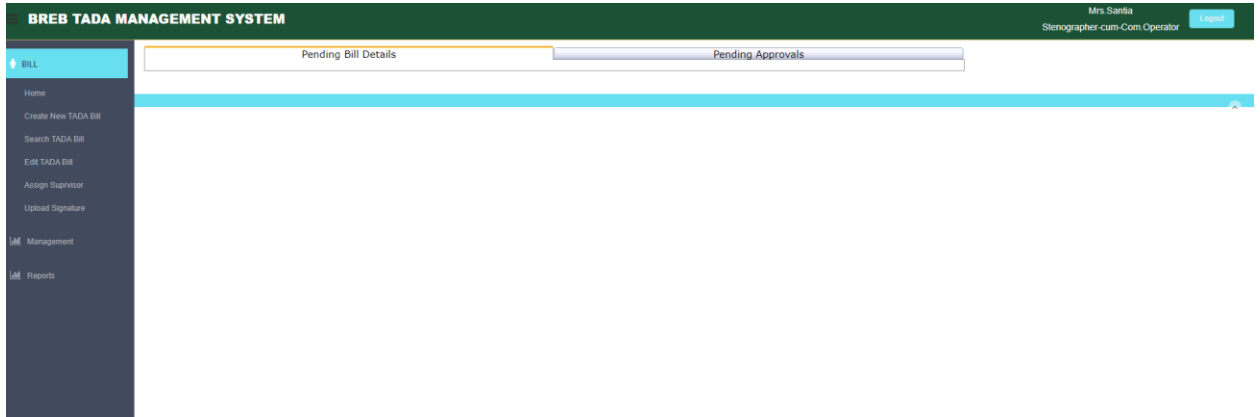 BREB TADA MANAGEMENT SYSTEM
Mrs.Santia
Stenographer-cum-Com.Operator
Logout
BILL
Home
Create New TADA Bill
Search TADA Bill
Edit TADA Bill
Assign Suprvisor
Upload Signature
Management
Reports
Pending Bill Details
Pending Approvals